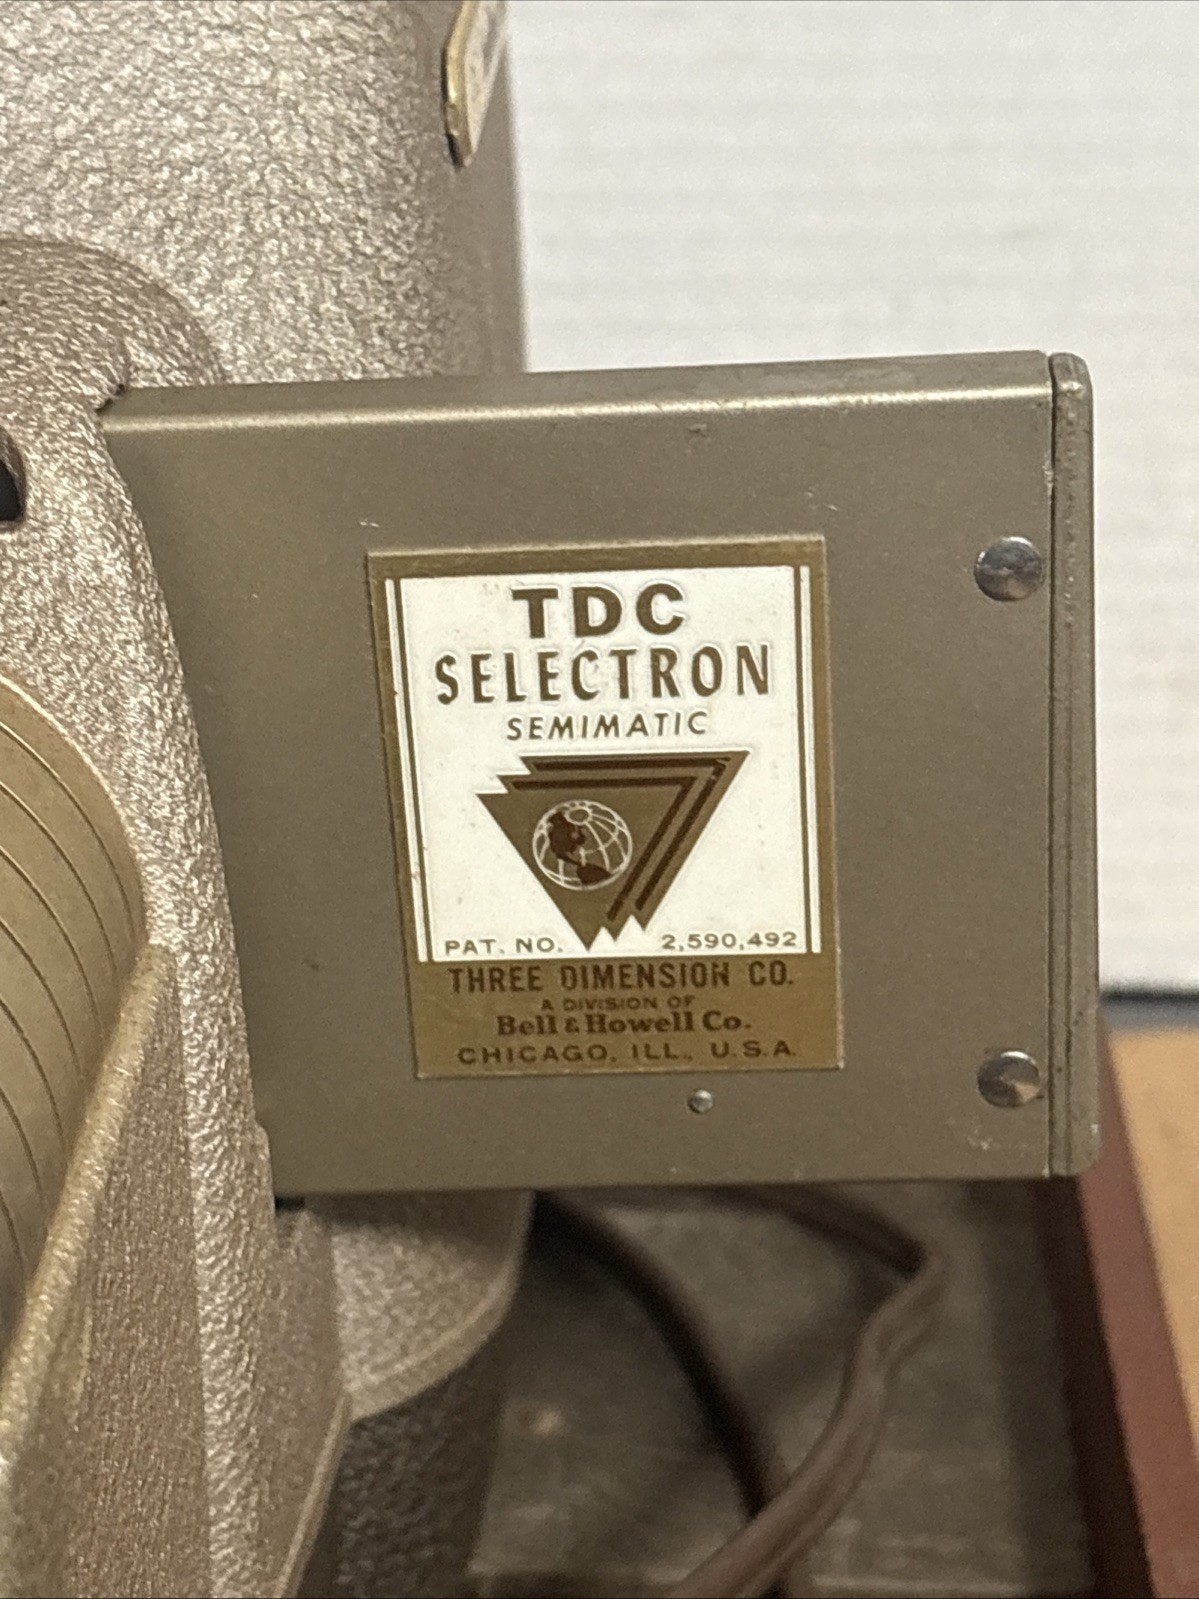 TDC
SELECTRON
SEMIMATIC
PAT. NO. 2,590,492
THREE DIMENSION CO.
A DIVISION OF
Bell & Howell Co.
CHICAGO, ILL., U.S.A.